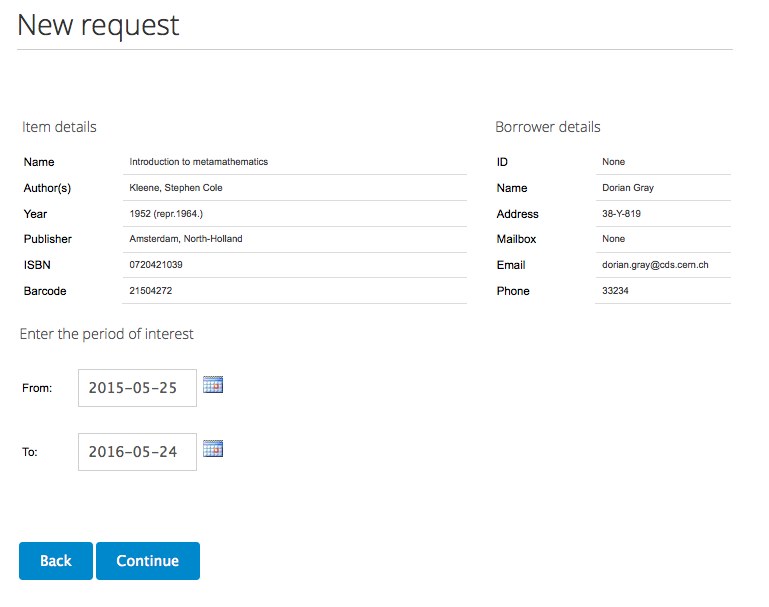 New request
Item details
Name Introduction to metamathematics
Author(s) Kleene, Stephen Cole
Year 1952 (repr.1964.)
Publisher Amsterdam, North-Holland
ISBN 0720421039
Barcode 21504272
Borrower details
ID None
Name Dorian Gray
Address 38-Y-819
Mailbox None
Email dorian.gray@cds.cern.ch
Phone 33234
Enter the period of interest
From: 2015-05-25
To: 2016-05-24
Back Continue